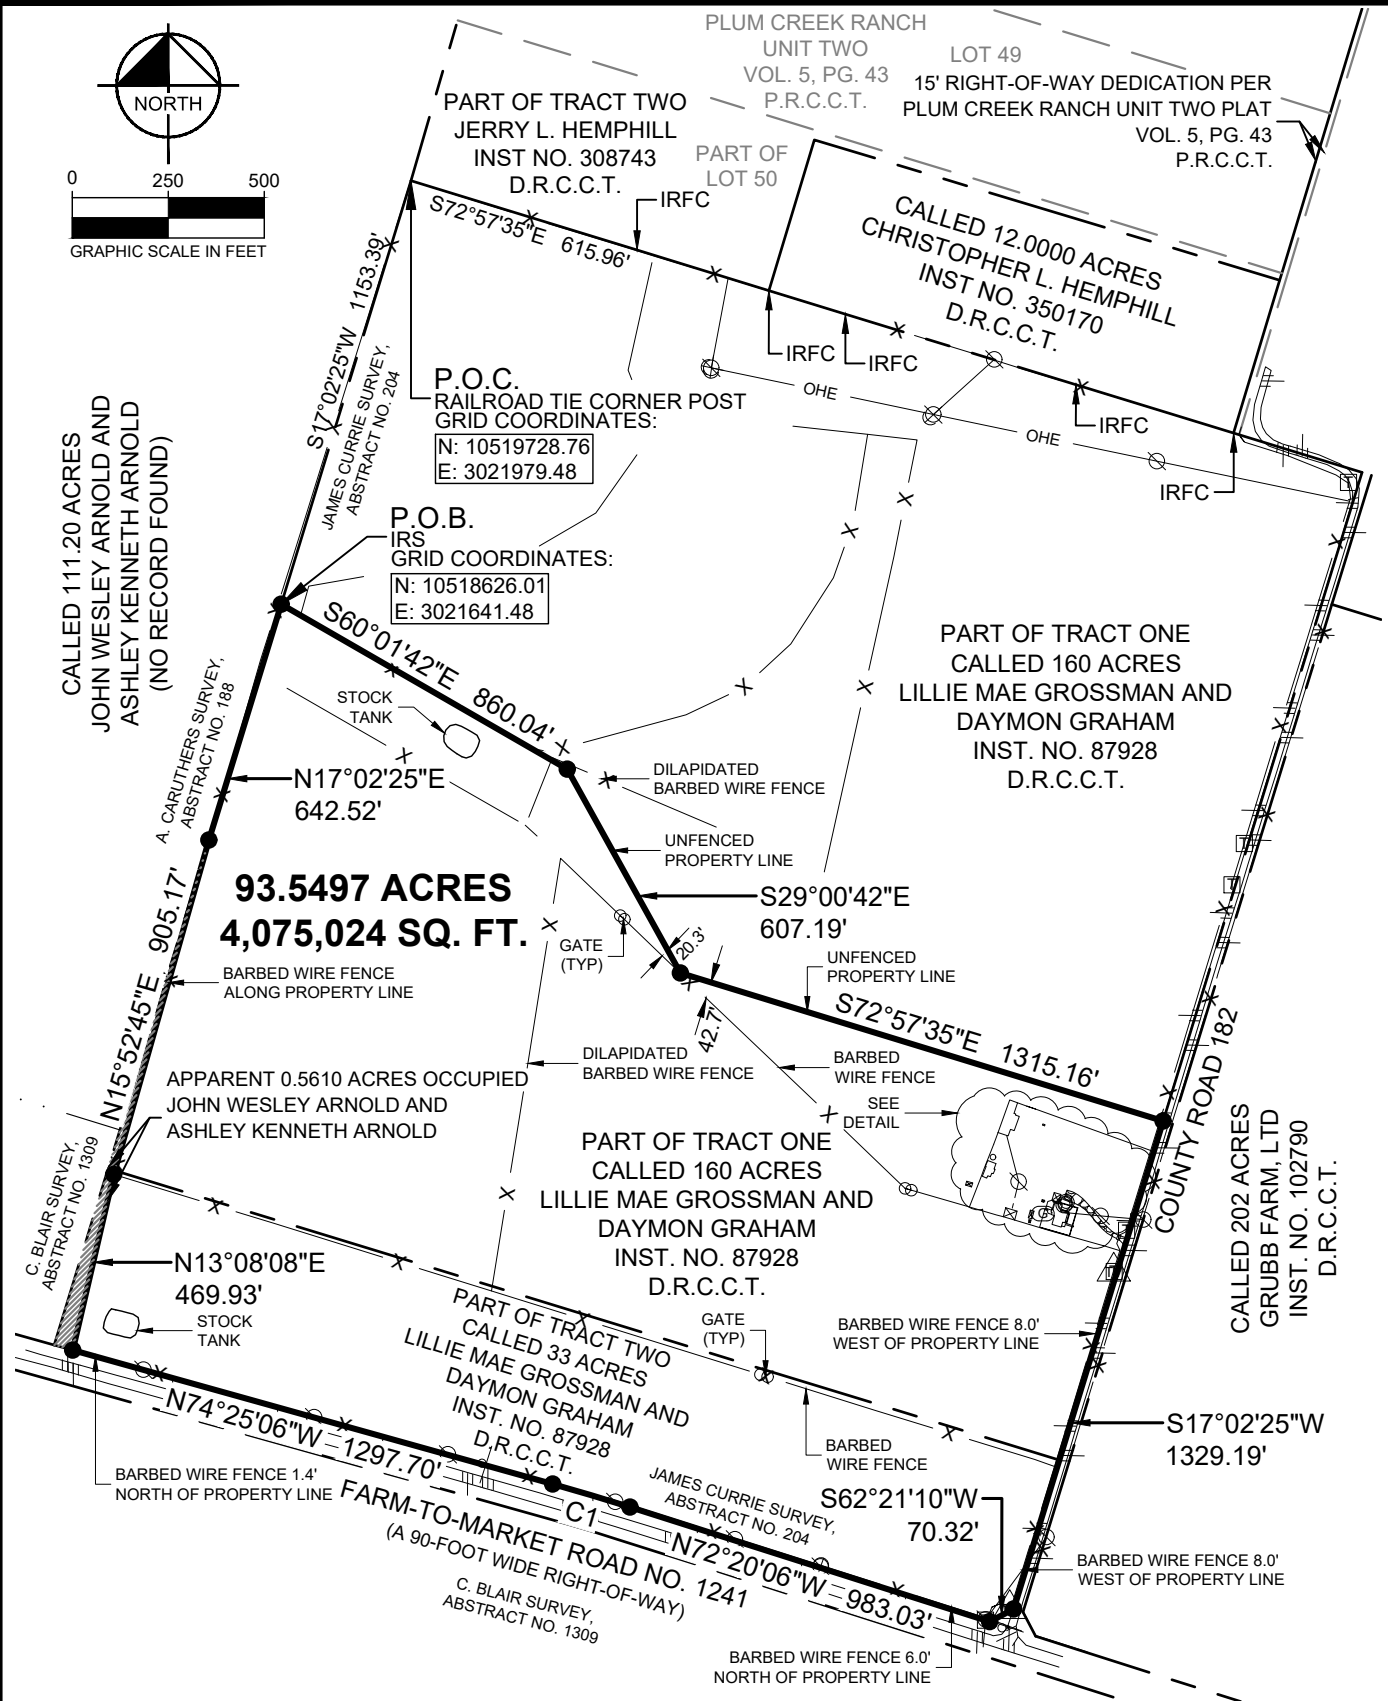 PLUM CREEK RANCH
UNIT TWO
VOL. 5, PG. 43
P.R.C.C.T.
LOT 49
15' RIGHT-OF-WAY DEDICATION PER
PLUM CREEK RANCH UNIT TWO PLAT
VOL. 5, PG. 43
P.R.C.C.T.
NORTH
0 250 500
GRAPHIC SCALE IN FEET
PART OF TRACT TWO
JERRY L. HEMPHILL
INST NO. 308743
D.R.C.C.T.
PART OF
LOT 50
IRFC
S72°57'35"E 615.96'
CALLED 12.0000 ACRES
CHRISTOPHER L. HEMPHILL
INST NO. 350170
D.R.C.C.T.
S17°02'25"W 1153.39'
JAMES CURRIE SURVEY,
ABSTRACT NO. 204
IRFC
IRFC
IRFC
IRFC
OHE
OHE
P.O.C.
RAILROAD TIE CORNER POST
GRID COORDINATES:
N: 10519728.76
E: 3021979.48
P.O.B.
IRS
GRID COORDINATES:
N: 10518626.01
E: 3021641.48
CALLED 111.20 ACRES
JOHN WESLEY ARNOLD AND
ASHLEY KENNETH ARNOLD
(NO RECORD FOUND)
S60°01'42"E 860.04'
PART OF TRACT ONE
CALLED 160 ACRES
LILLIE MAE GROSSMAN AND
DAYMON GRAHAM
INST. NO. 87928
D.R.C.C.T.
A. CARUTHERS SURVEY,
ABSTRACT NO. 188
STOCK
TANK
N17°02'25"E
642.52'
DILAPIDATED
BARBED WIRE FENCE
UNFENCED
PROPERTY LINE
93.5497 ACRES
4,075,024 SQ. FT.
S29°00'42"E
607.19'
GATE
(TYP)
20.3'
UNFENCED
PROPERTY LINE
N15°52'45"E 905.17'
BARBED WIRE FENCE
ALONG PROPERTY LINE
S72°57'35"E 1315.16'
42.7'
DILAPIDATED
BARBED WIRE FENCE
BARBED
WIRE FENCE
SEE
DETAIL
COUNTY ROAD 182
APPARENT 0.5610 ACRES OCCUPIED
JOHN WESLEY ARNOLD AND
ASHLEY KENNETH ARNOLD
PART OF TRACT ONE
CALLED 160 ACRES
LILLIE MAE GROSSMAN AND
DAYMON GRAHAM
INST. NO. 87928
D.R.C.C.T.
CALLED 202 ACRES
GRUBB FARM, LTD
INST. NO. 102790
D.R.C.C.T.
C. BLAIR SURVEY,
ABSTRACT NO. 1309
N13°08'08"E
469.93'
STOCK
TANK
PART OF TRACT TWO
CALLED 33 ACRES
LILLIE MAE GROSSMAN AND
DAYMON GRAHAM
INST. NO. 87928
D.R.C.C.T.
GATE
(TYP)
BARBED WIRE FENCE 8.0'
WEST OF PROPERTY LINE
S17°02'25"W
1329.19'
BARBED
WIRE FENCE
N74°25'06"W 1297.70'
BARBED WIRE FENCE 1.4'
NORTH OF PROPERTY LINE
C1
JAMES CURRIE SURVEY,
ABSTRACT NO. 204
S62°21'10"W
70.32'
FARM-TO-MARKET ROAD NO. 1241
(A 90-FOOT WIDE RIGHT-OF-WAY)
N72°20'06"W 983.03'
C. BLAIR SURVEY,
ABSTRACT NO. 1309
BARBED WIRE FENCE 8.0'
WEST OF PROPERTY LINE
BARBED WIRE FENCE 6.0'
NORTH OF PROPERTY LINE